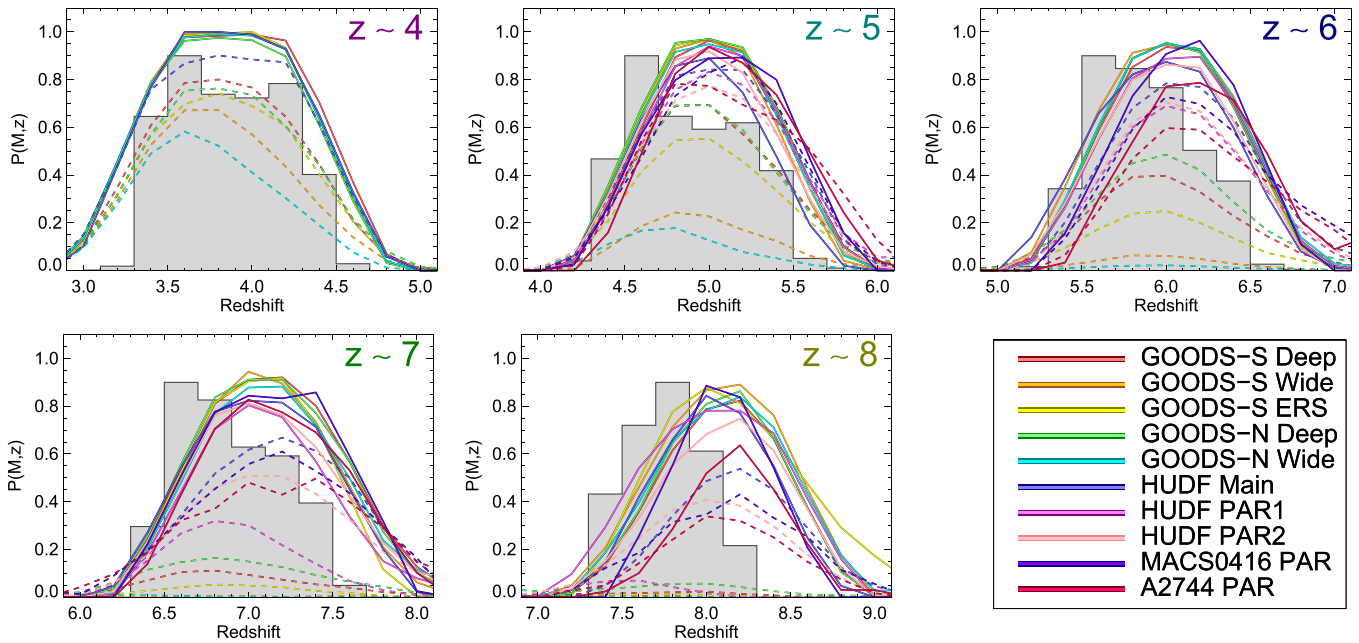 z ~ 4
P(M,z)
1.0
0.8
0.6
0.4
0.2
0.0
3.0 3.5 4.0 4.5 5.0
Redshift
z ~ 5
P(M,z)
1.0
0.8
0.6
0.4
0.2
0.0
4.0 4.5 5.0 5.5 6.0
Redshift
z ~ 6
P(M,z)
1.0
0.8
0.6
0.4
0.2
0.0
5.0 5.5 6.0 6.5 7.0
Redshift
z ~ 7
P(M,z)
1.0
0.8
0.6
0.4
0.2
0.0
6.0 6.5 7.0 7.5 8.0
Redshift
z ~ 8
P(M,z)
1.0
0.8
0.6
0.4
0.2
0.0
7.0 7.5 8.0 8.5 9.0
Redshift
GOODS−S Deep
GOODS−S Wide
GOODS−S ERS
GOODS−N Deep
GOODS−N Wide
HUDF Main
HUDF PAR1
HUDF PAR2
MACS0416 PAR
A2744 PAR